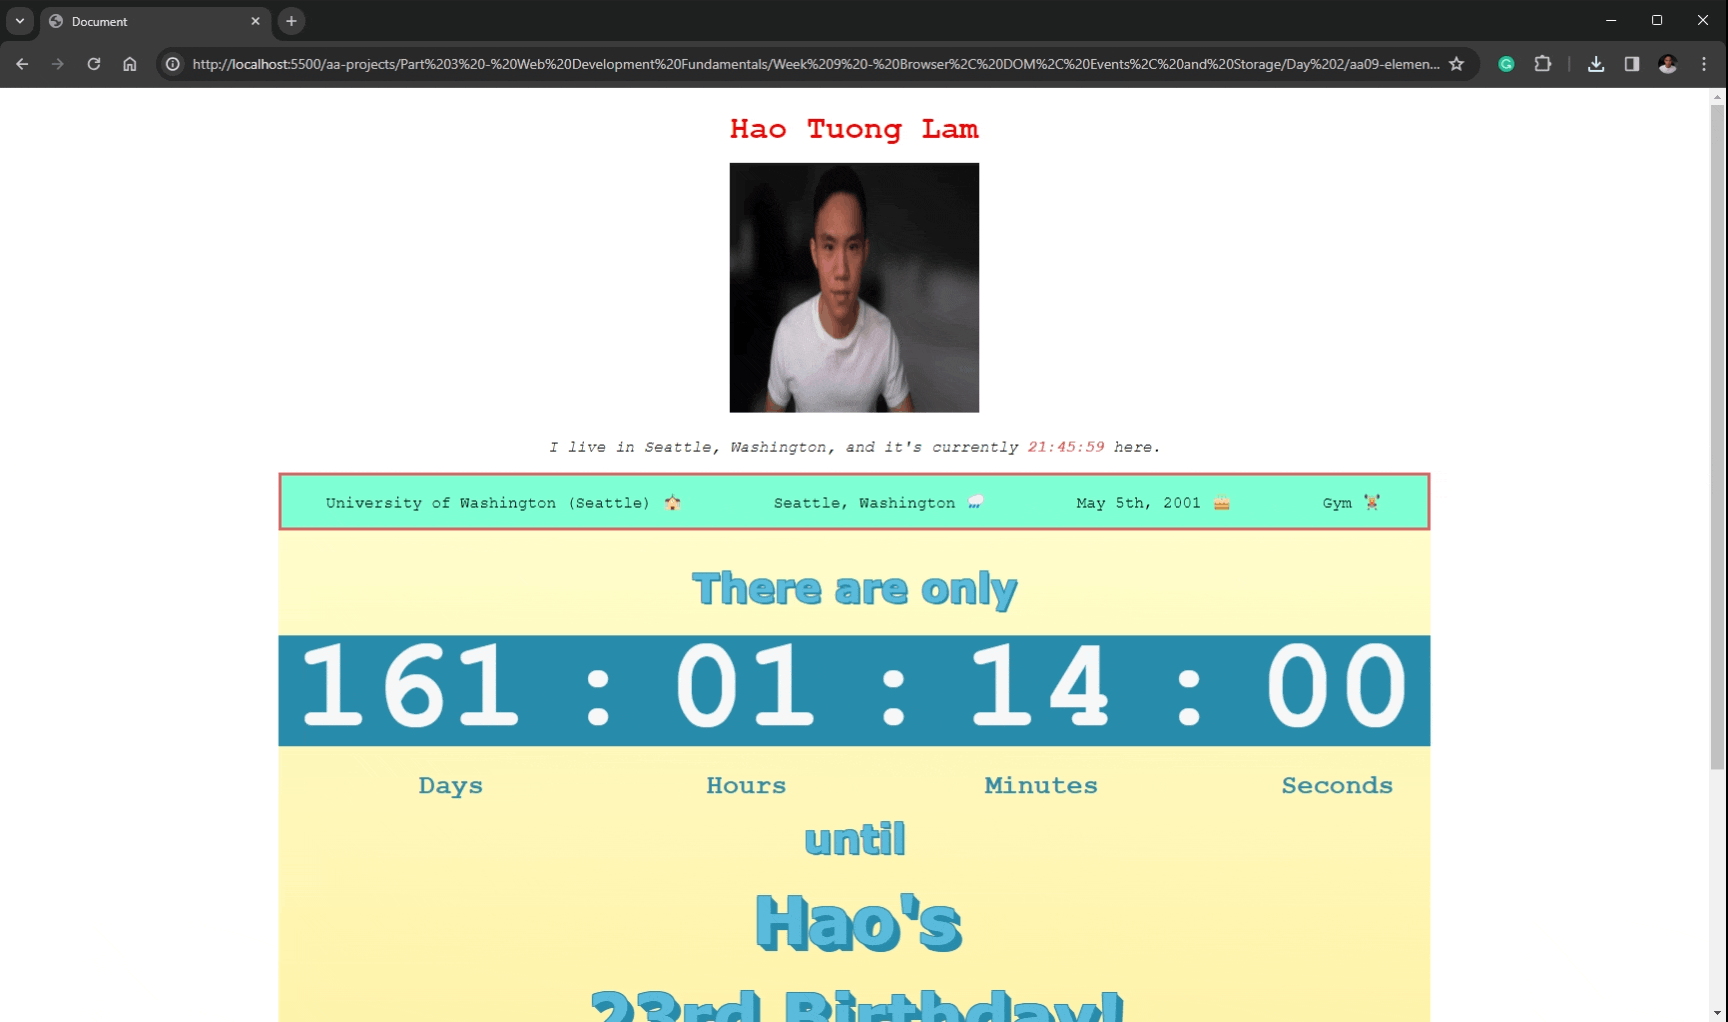 Document
http://localhost:5500/aa-projects/Part%203%20-%20Web%20Development%20Fundamentals/Week%209%20-%20Browser%2C%20DOM%2C%20Events%2C%20and%20Storage/Day%202/aa09-elemen...
Hao Tuong Lam
I live in Seattle, Washington, and it's currently 21:45:59 here.
University of Washington (Seattle) 🏫 Seattle, Washington 🌧️ May 5th, 2001 🎂 Gym 🏋️
There are only
161 : 01 : 14 : 00
Days Hours Minutes Seconds
until
Hao's
23rd Birthday!